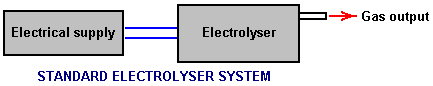 Electrical supply
Electrolyser
Gas output
STANDARD ELECTROLYSER SYSTEM